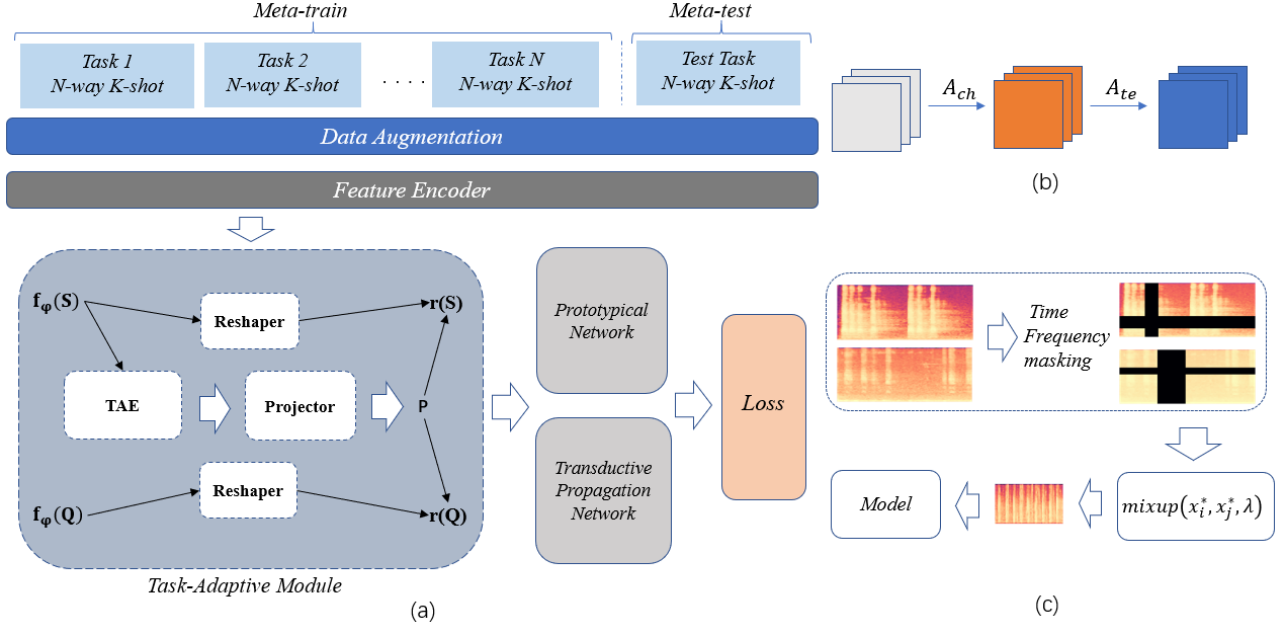 Meta-train
Meta-test
Task 1
N-way K-shot
Task 2
N-way K-shot
. . . .
Task N
N-way K-shot
Test Task
N-way K-shot
Data Augmentation
Feature Encoder
f_φ(S)
Reshaper
r(S)
TAE
Projector
P
f_φ(Q)
Reshaper
r(Q)
Task-Adaptive Module
Prototypical
Network
Transductive
Propagation
Network
Loss
(a)
A_ch
A_te
(b)
Time
Frequency
masking
mixup(x_i^*, x_j^*, λ)
Model
(c)